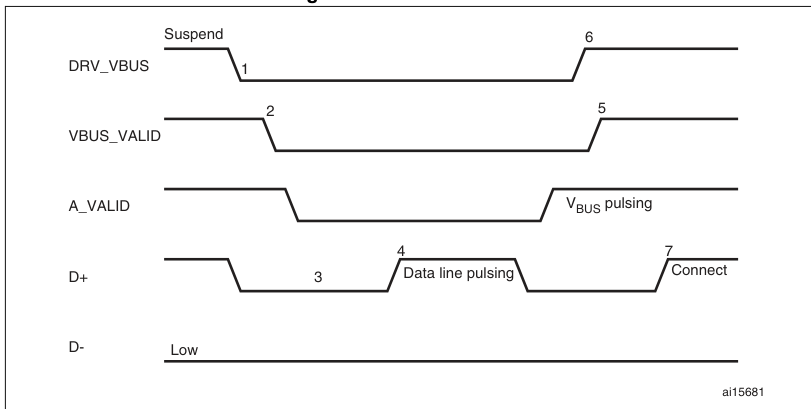 Suspend
6
DRV_VBUS
1
2
5
VBUS_VALID
A_VALID
VBUS pulsing
4
7
D+
3
Data line pulsing
Connect
D-
Low
ai15681